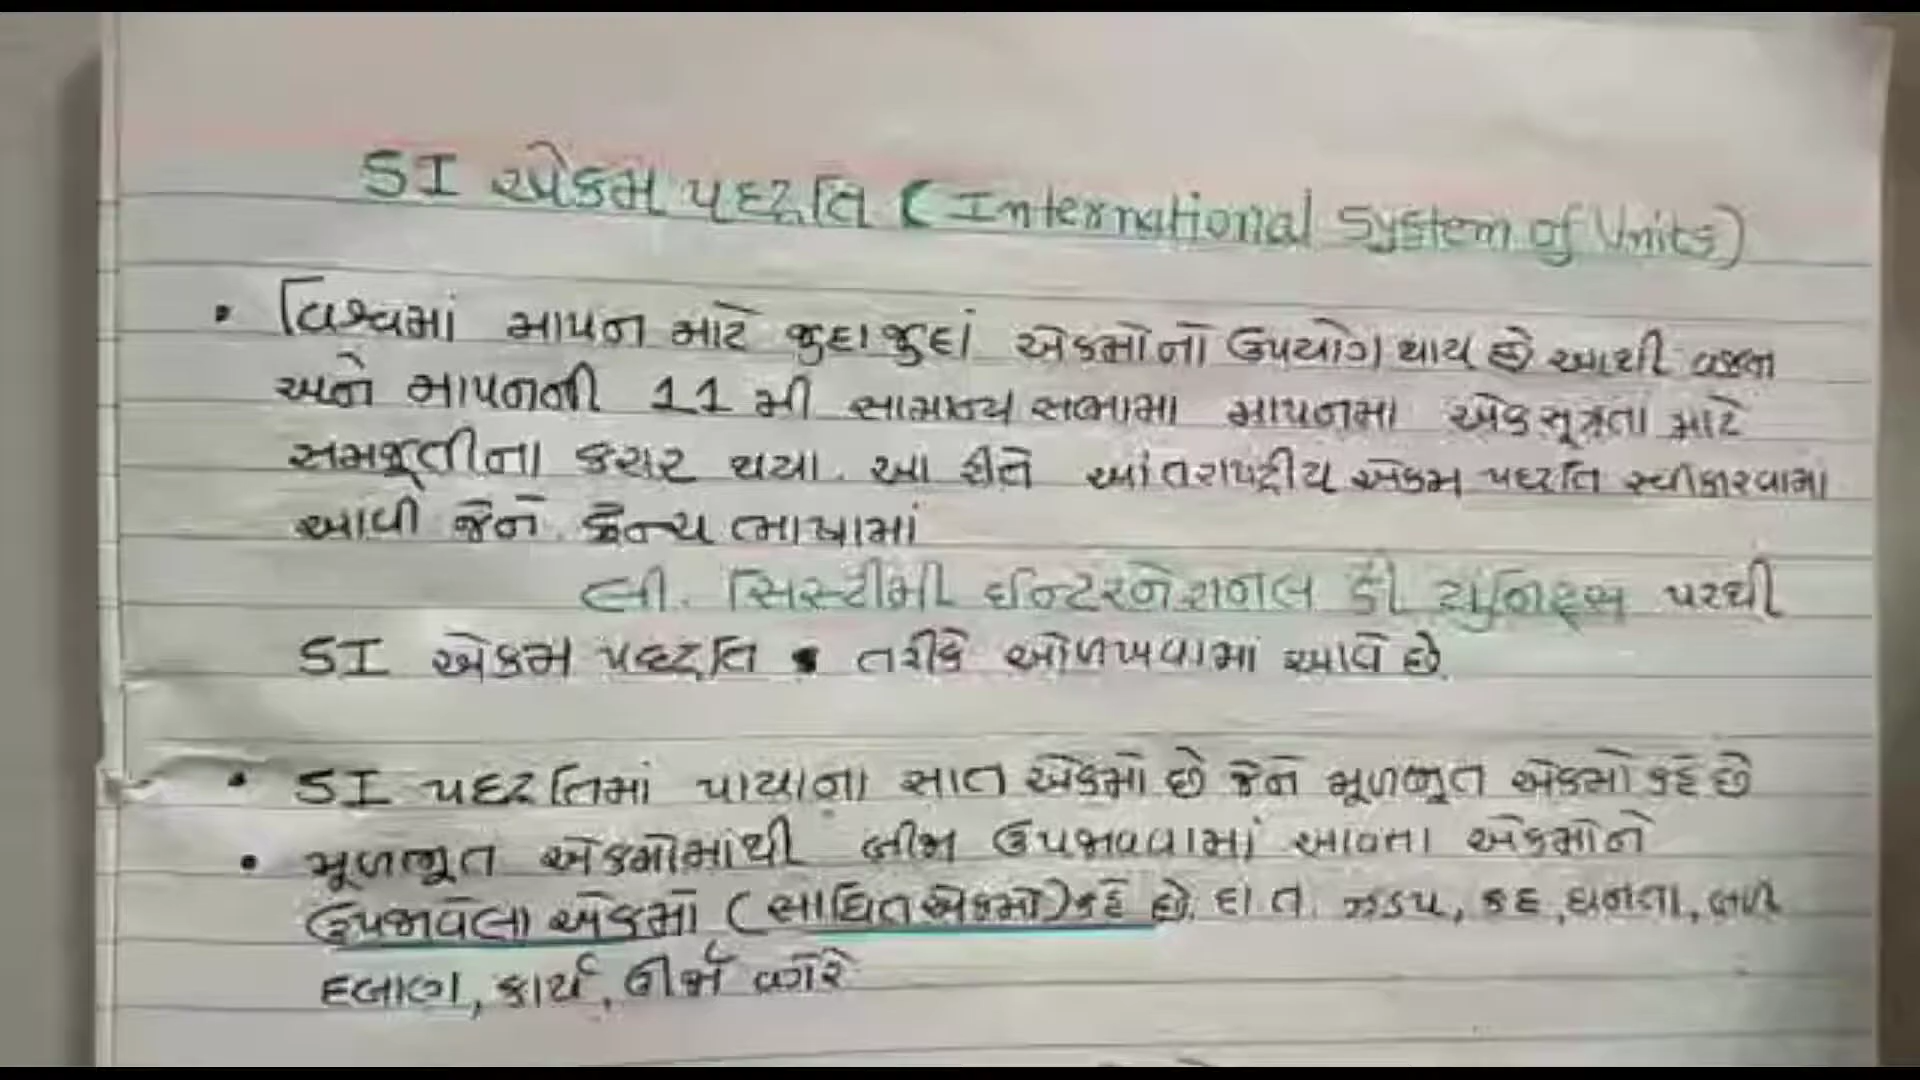 SI એકમ પદ્ધતિ (International System of Units)
• વિશ્વમાં માપન માટે જુદાજુદાં એકમોનો ઉપયોગ થાય છે આથી વજન
અને માપનની 11 મી સામાન્ય સભામા માપનમા એકસૂત્રતા માટે
સમજૂતીના કરાર થયા. આ રીતે આંતરરાષ્ટ્રીય એકમ પદ્ધતિ સ્વીકારવામા
આવી જેને ફ્રેન્ચ ભાષામાં
લી. સિસ્ટીમી ઈન્ટરનેશનલ ડી યુનિટ્સ પરથી
SI એકમ પદ્ધતિ તરીકે ઓળખવામાં આવે છે.
• SI પદ્ધતિમાં પાયાના સાત એકમો છે જેને મૂળભૂત એકમો કહે છે
• મૂળભૂત એકમોમાંથી બીજા ઉપજાવવામાં આવતા એકમોને
ઉપજાવેલા એકમો (સાધિત એકમો) કહે છે. દા.ત. ઝડપ, કદ, ઘનતા, બળ
દબાણ, કાર્ય, ઊર્જા વગેરે